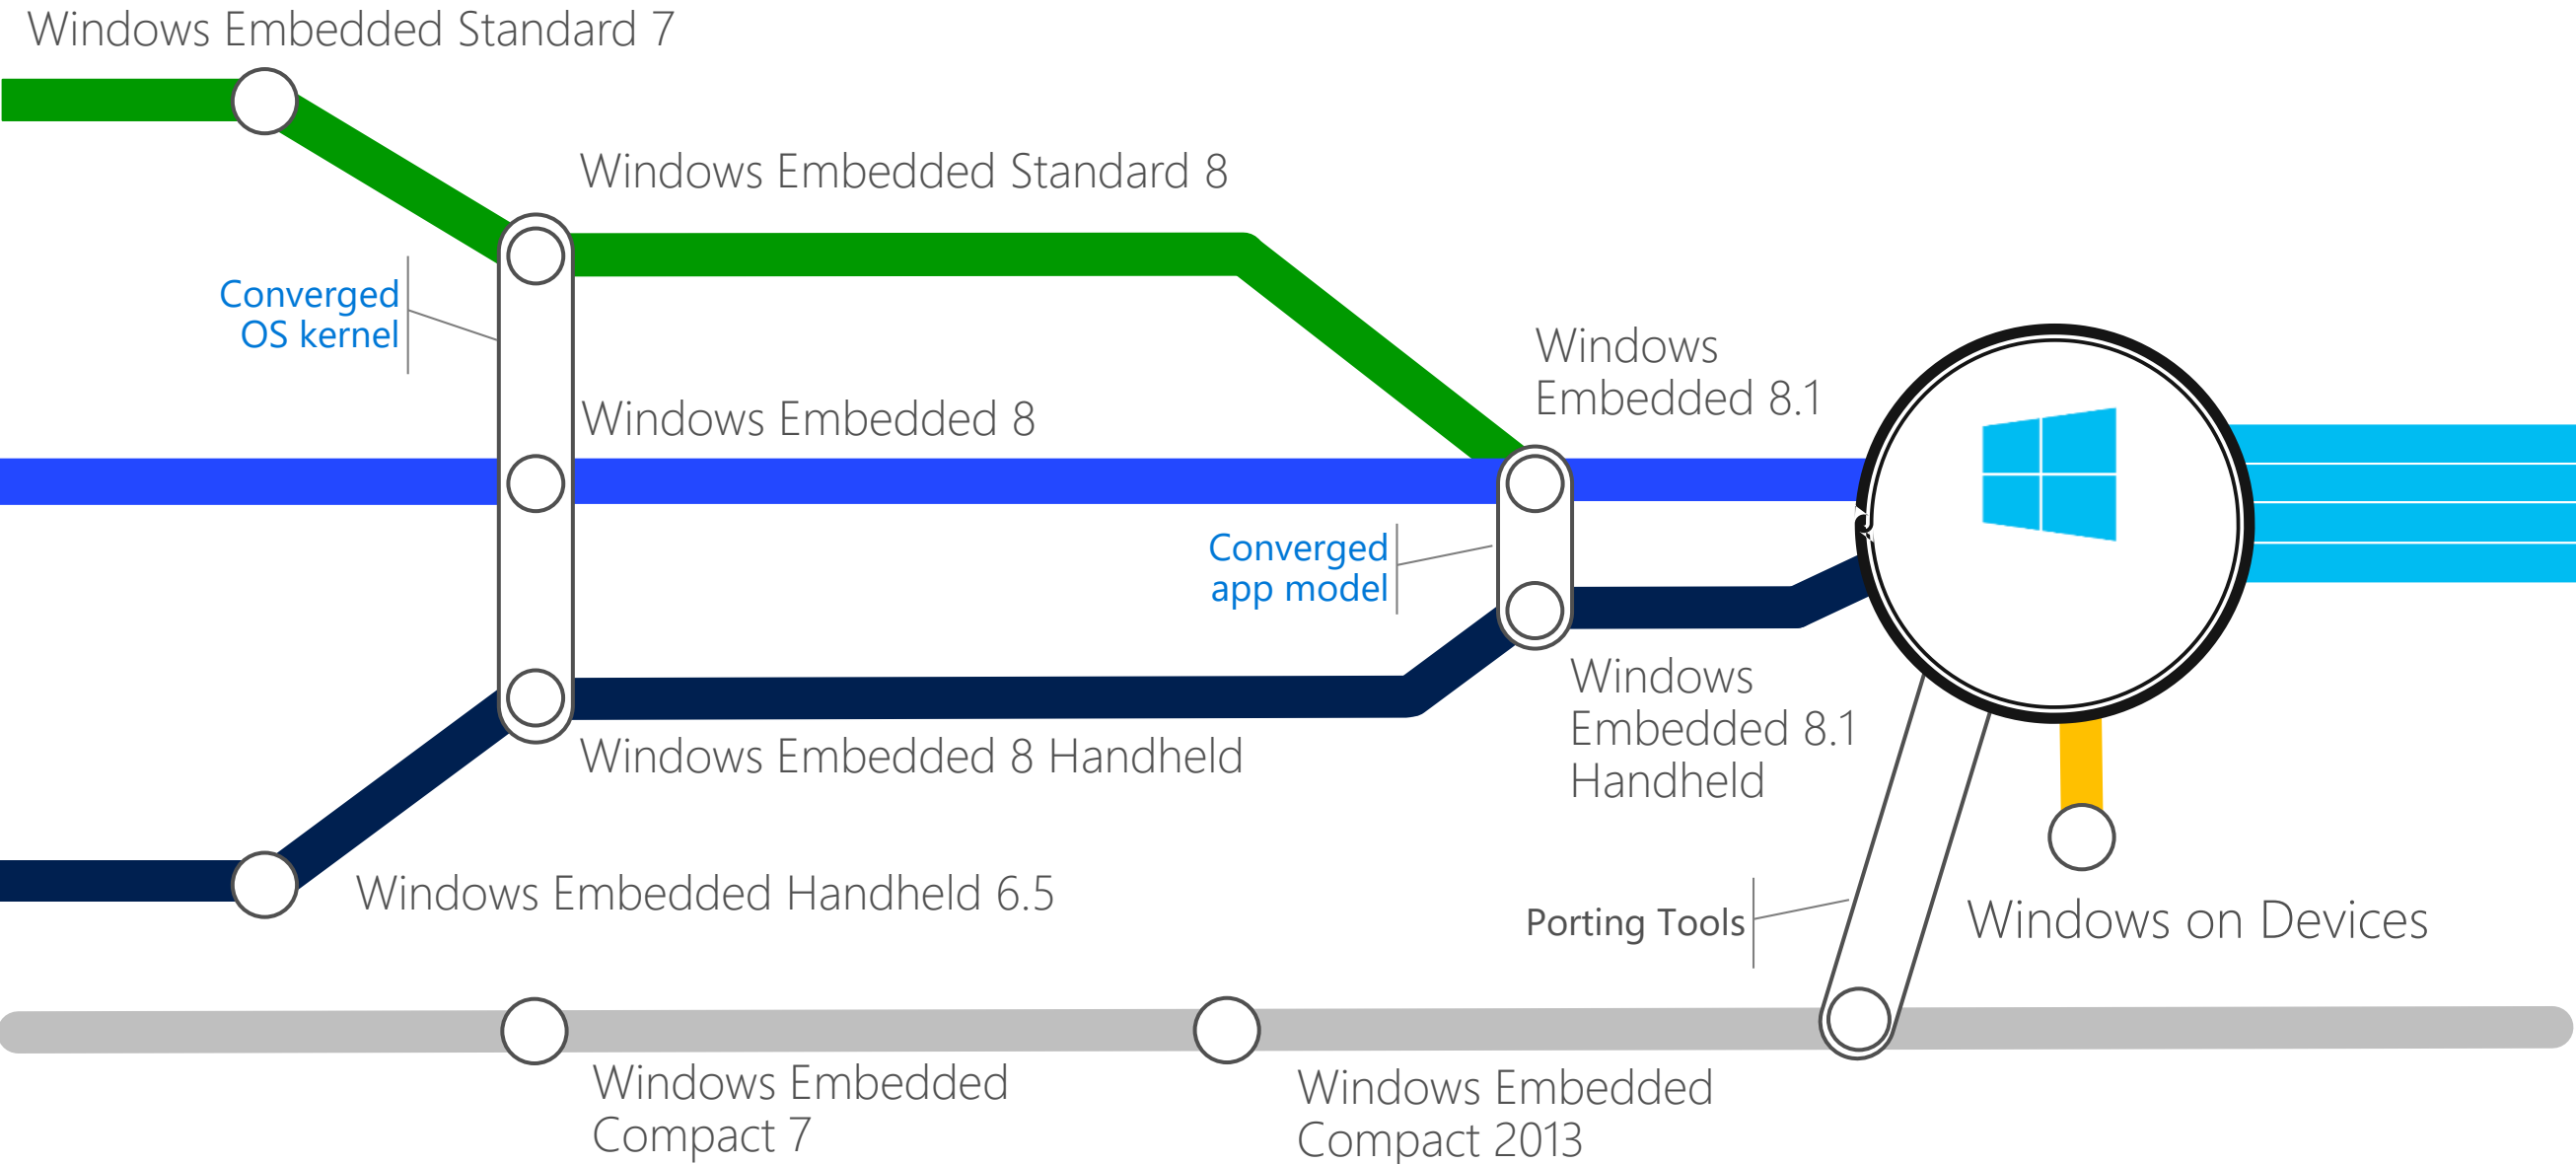 Windows Embedded Standard 7
Windows Embedded Standard 8
Converged
OS kernel
Windows
Embedded 8.1
Windows Embedded 8
Converged
app model
Windows
Embedded 8.1
Handheld
Windows Embedded 8 Handheld
Windows Embedded Handheld 6.5
Porting Tools
Windows on Devices
Windows Embedded
Compact 7
Windows Embedded
Compact 2013